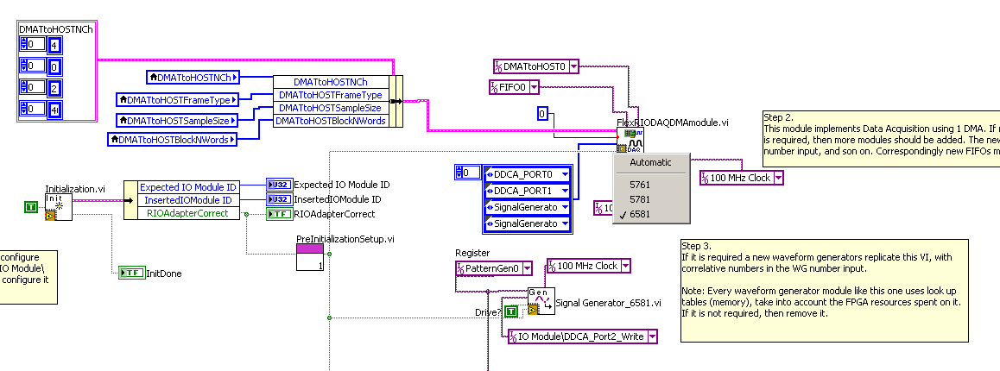 DMATtoHOSTNCh
0 4
0 0
0 2
0
DMATtoHOSTNCh
DMATtoHOSTFrameType
DMATtoHOSTSampleSize
DMATtoHOSTBlockNWords
DMATtoHOSTNCh
DMATtoHOSTFrameType
DMATtoHOSTSampleSize
DMATtoHOSTBlockNWords
DMATtoHOST0
FIFO0
0
FlexRIODAQDMAmodule.vi
DAQ
Automatic
5761
5781
✓ 6581
100 MHz Clock
10
0
DDCA_PORT0
DDCA_PORT1
SignalGenerato
SignalGenerato
Step 2.
This module implements Data Acquisition using 1 DMA. If
is required, then more modules should be added. The new
number input, and son on. Correspondingly new FIFOs m
Initialization.vi
Init
T
Expected IO Module ID
InsertedIOModule ID
RIOAdapterCorrect
U32 Expected IO Module ID
U32 InsertedIOModule ID
TF RIOAdapterCorrect
PreInitializationSetup.vi
1
TF InitDone
configure
IO Module\
configure it
Register
PatternGen0
100 MHz Clock
Gen
Signal Generator_6581.vi
Drive? T
IO Module\DDCA_Port2_Write
Step 3.
If it is required a new waveform generators replicate this VI, with
correlative numbers in the WG number input.
Note: Every waveform generator module like this one uses look up
tables (memory), take into account the FPGA resources spent on it.
If it is not required, then remove it.